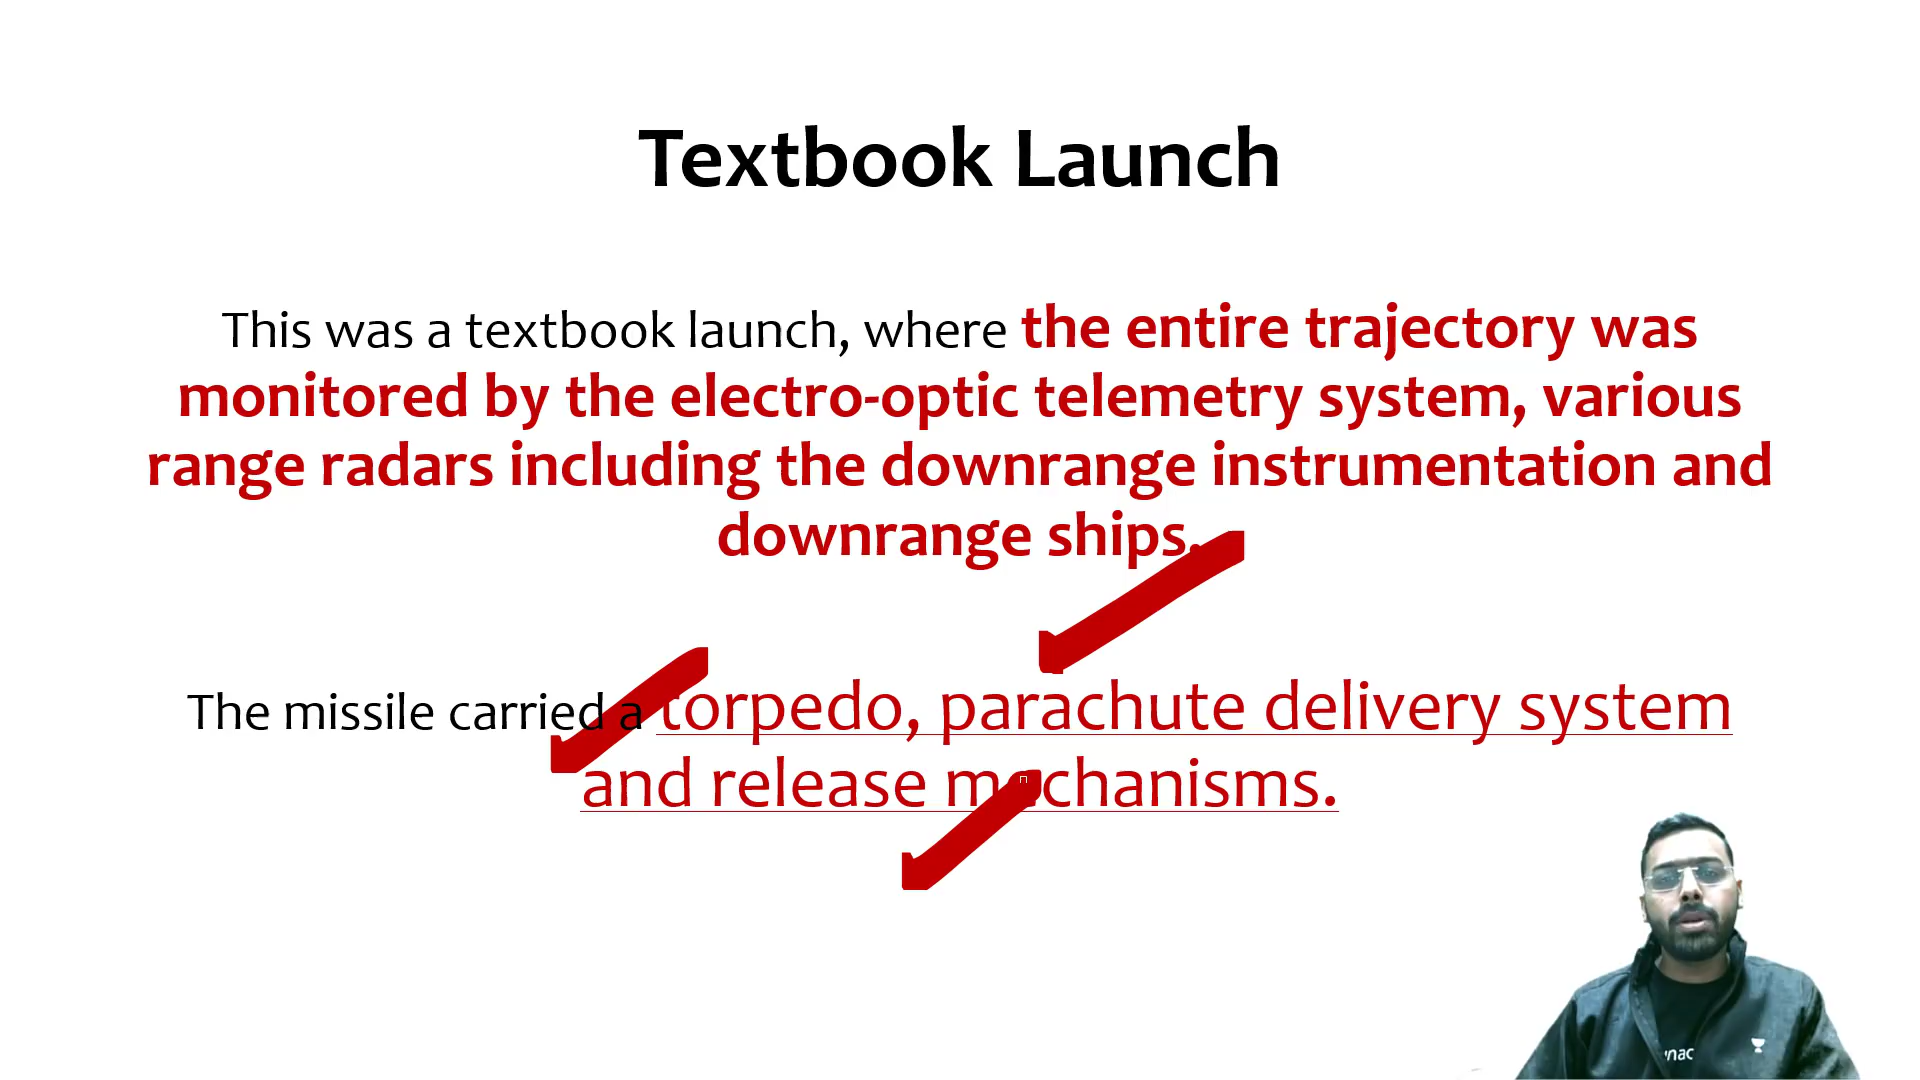 Textbook Launch
This was a textbook launch, where the entire trajectory was
monitored by the electro-optic telemetry system, various
range radars including the downrange instrumentation and
downrange ships.
The missile carried a torpedo, parachute delivery system
and release mechanisms.